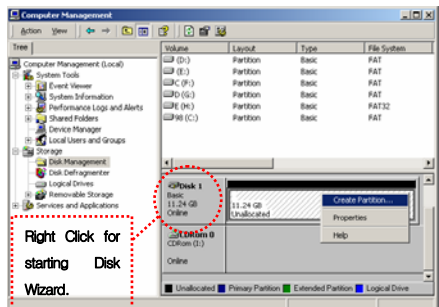 Computer Management
Action View
Tree
Computer Management (Local)
System Tools
Event Viewer
System Information
Performance Logs and Alerts
Shared Folders
Device Manager
Local Users and Groups
Storage
Disk Management
Disk Defragmenter
Logical Drives
Removable Storage
Services and Applications
Volume Layout Type File System
(D:) Partition Basic FAT
(E:) Partition Basic FAT
C (F:) Partition Basic FAT
D (G:) Partition Basic FAT
E (H:) Partition Basic FAT32
98 (C:) Partition Basic FAT
Disk 1
Basic
11.24 GB
Online
11.24 GB
Unallocated
Create Partition...
Properties
Help
CDRom 0
CDRom (I:)
Online
Unallocated Primary Partition Extended Partition Logical Drive
Right Click for
starting Disk
Wizard.